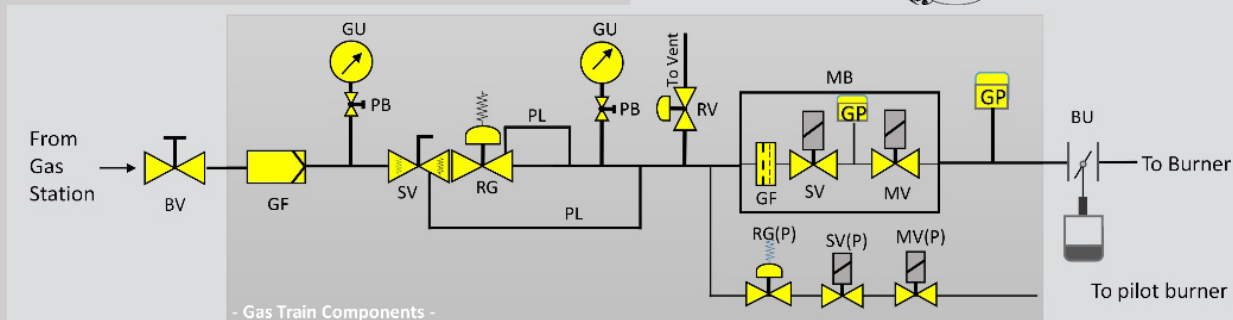 GU
GU
To Vent
MB
GP
PB
PL
PB
RV
GP
BU
From
Gas
Station
To Burner
BV
GF
SV
RG
GF
SV
MV
PL
RG(P)
SV(P)
MV(P)
To pilot burner
- Gas Train Components -